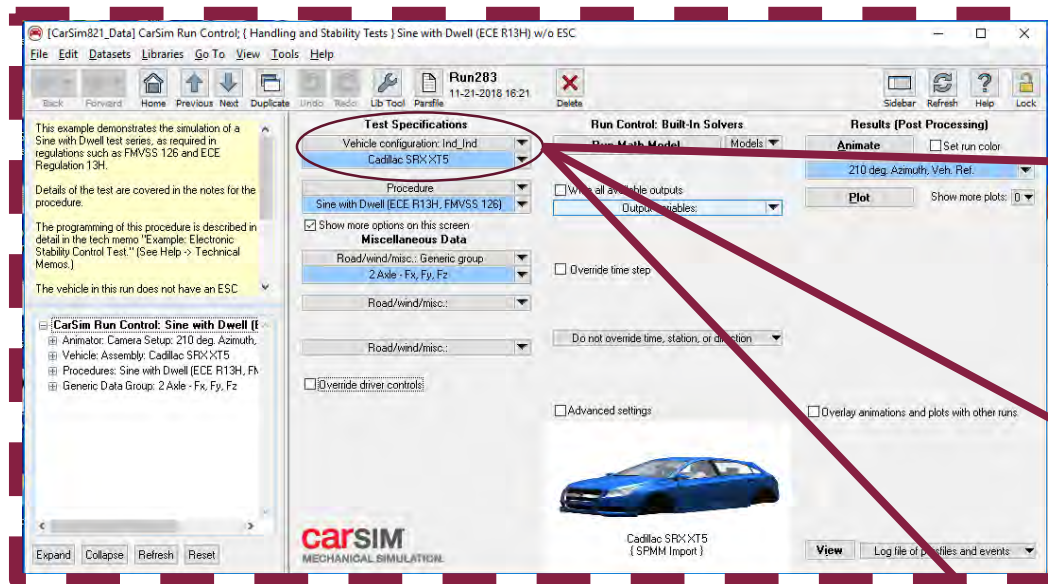 [CarSim821_Data] CarSim Run Control; { Handling and Stability Tests } Sine with Dwell (ECE R13H) w/o ESC
File Edit Datasets Libraries Go To View Tools Help
Back Forward Home Previous Next Duplicate Undo Redo Lib Tool Parsfile
Run283
11-21-2018 16:21
Delete Sidebar Refresh Help Lock
This example demonstrates the simulation of a
Sine with Dwell test series, as required in
regulations such as FMVSS 126 and ECE
Regulation 13H.
Details of the test are covered in the notes for the
procedure.
The programming of this procedure is described in
detail in the tech memo "Example: Electronic
Stability Control Test." (See Help -> Technical
Memos.)
The vehicle in this run does not have an ESC
CarSim Run Control: Sine with Dwell (E
Animator: Camera Setup: 210 deg. Azimuth,
Vehicle: Assembly: Cadillac SRX XT5
Procedures: Sine with Dwell (ECE R13H, FM
Generic Data Group: 2 Axle - Fx, Fy, Fz
Expand Collapse Refresh Reset
Test Specifications
Vehicle configuration: Ind_Ind
Cadillac SRX XT5
Procedure
Sine with Dwell (ECE R13H, FMVSS 126)
Show more options on this screen
Miscellaneous Data
Road/wind/misc.: Generic group
2 Axle - Fx, Fy, Fz
Road/wind/misc.:
Road/wind/misc.:
Override driver controls
CarSIM
MECHANICAL SIMULATION
Run Control: Built-In Solvers
Run Math Model Models
Write all available outputs
Output variables:
Override time step
Do not override time, station, or direction
Advanced settings
Cadillac SRX XT5
{ SPMM Import }
Results (Post Processing)
Animate Set run color
210 deg. Azimuth, Veh. Ref.
Plot Show more plots: 0
Overlay animations and plots with other runs
View Log file of parsfiles and events